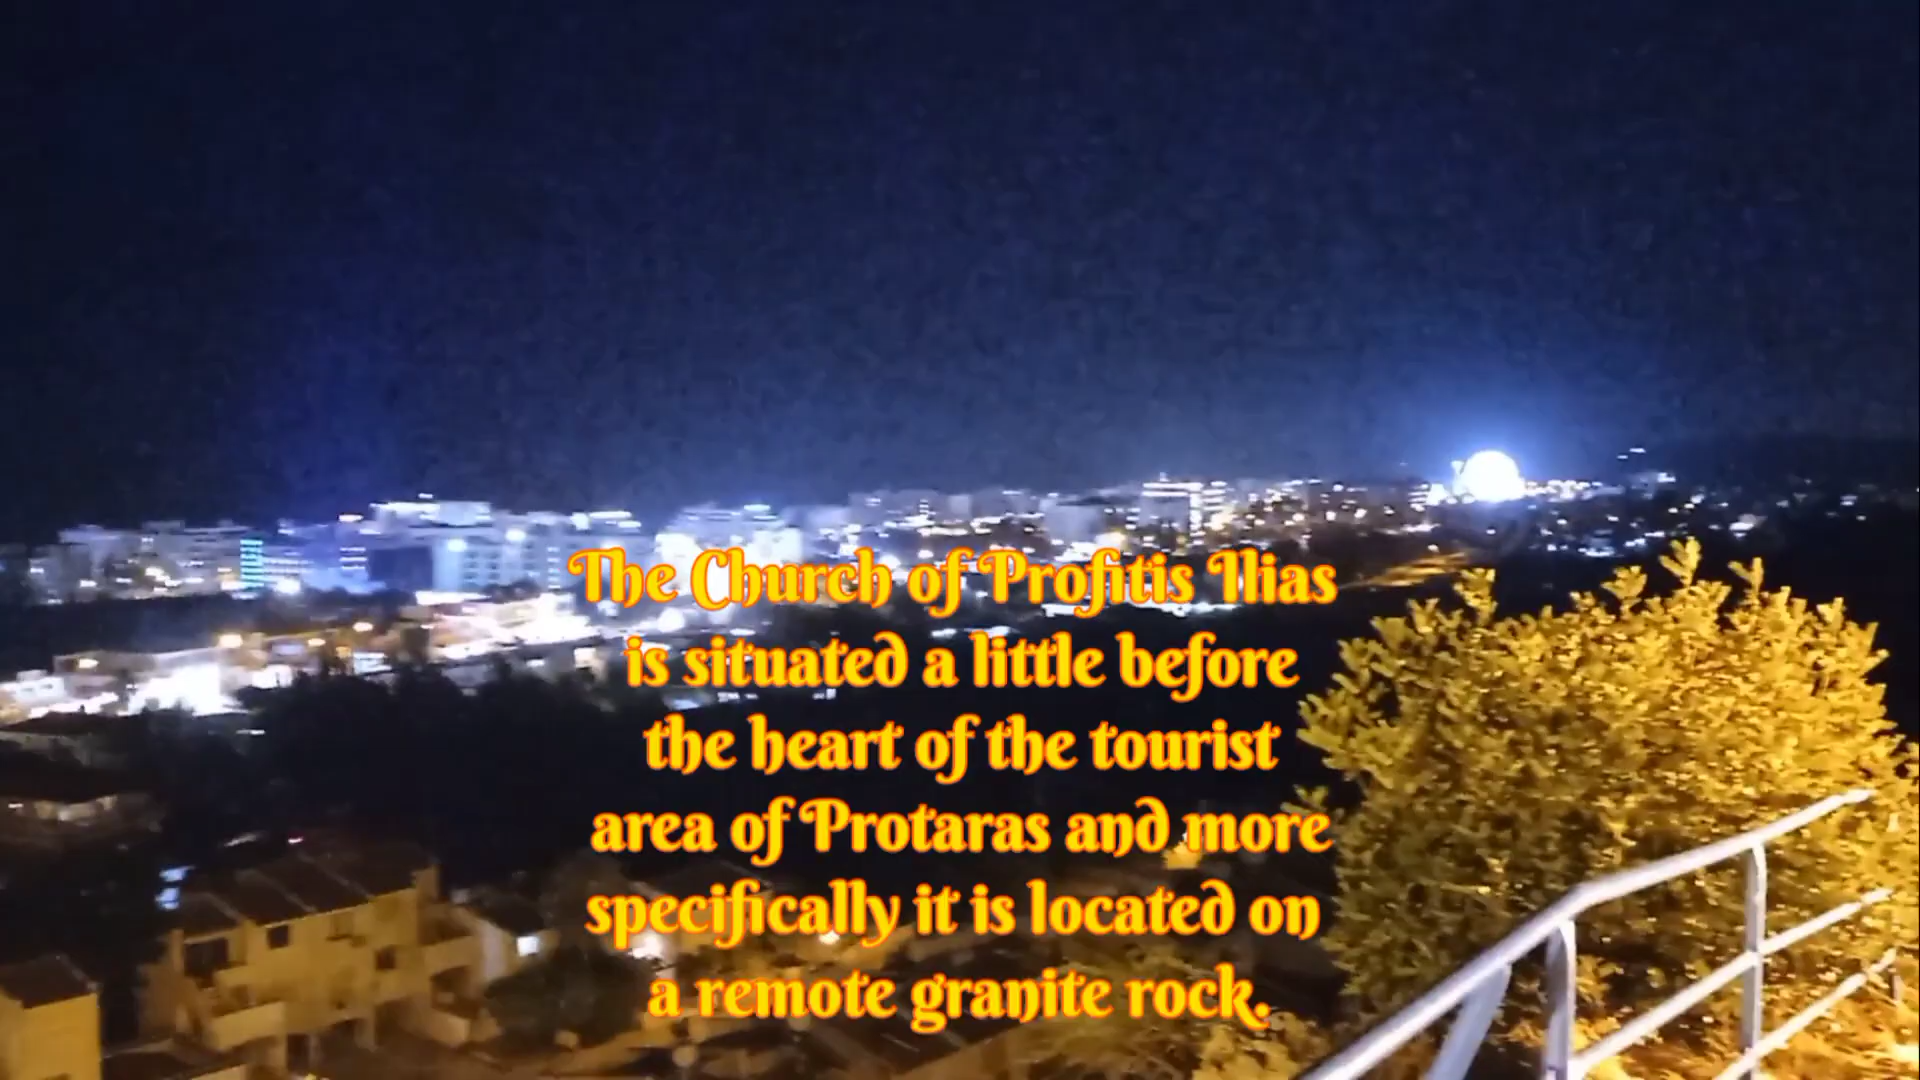 The Church of Profitis Ilias
is situated a little before
the heart of the tourist
area of Protaras and more
specifically it is located on
a remote granite rock.